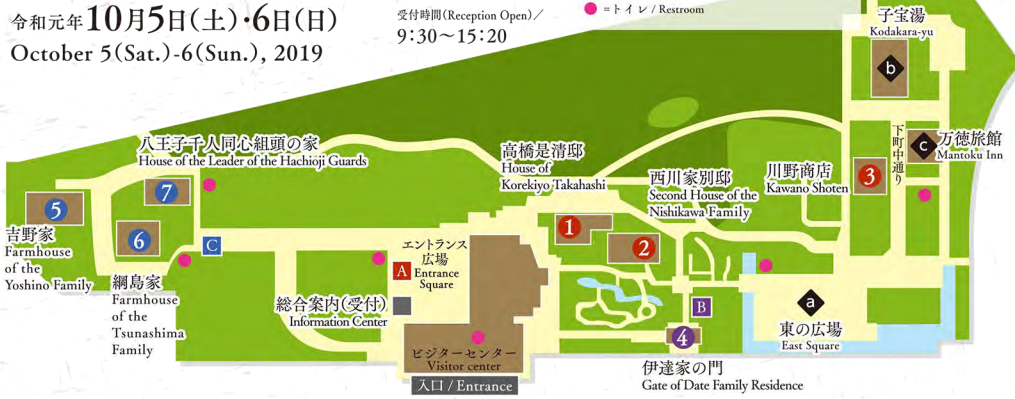 令和元年10月5日(土)・6日(日)
October 5(Sat.)-6(Sun.), 2019
受付時間(Reception Open)／
9:30〜15:20
=トイレ/Restroom
子宝湯
Kodakara-yu
b
八王子千人同心組頭の家
House of the Leader of the Hachioji Guards
高橋是清邸
House of
Korekiyo Takahashi
西川家別邸
Second House of the
Nishikawa Family
川野商店
Kawano Shoten
下町中通り
c
万徳旅館
Mantoku Inn
3
7
5
6
吉野家
Farmhouse
of the
Yoshino Family
C
綱島家
Farmhouse
of the
Tsunashima
Family
エントランス
広場
A
Entrance
Square
総合案内(受付)
Information Center
1
2
B
4
a
東の広場
East Square
ビジターセンター
Visitor center
入口/Entrance
伊達家の門
Gate of Date Family Residence